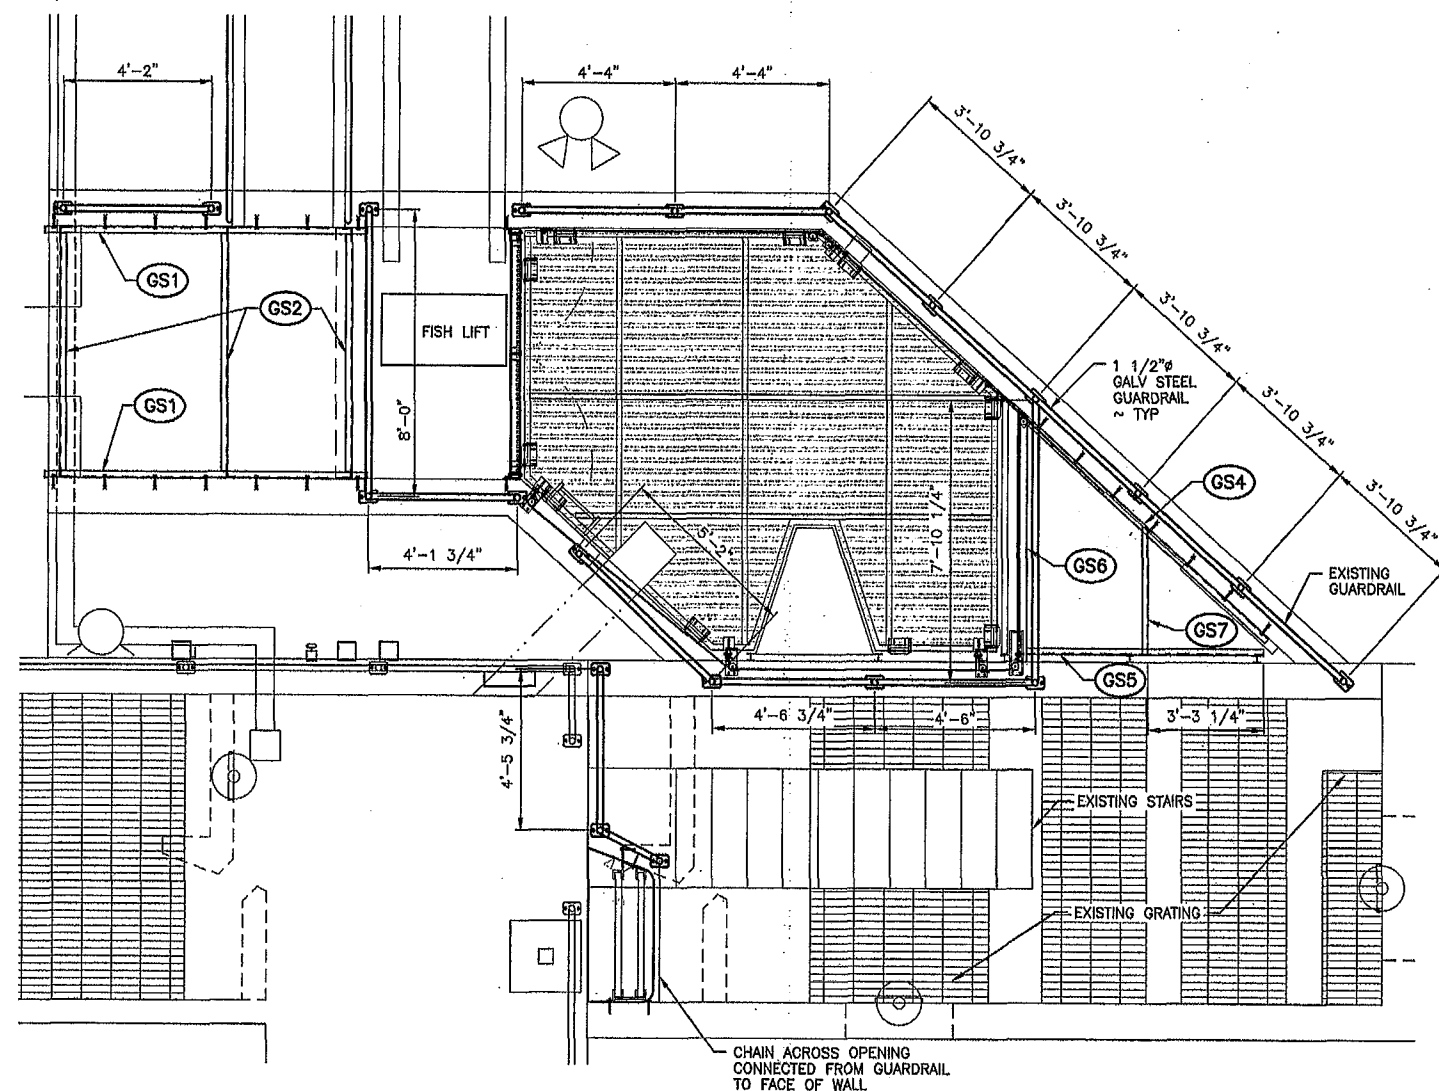 4'-2"
4'-4"
4'-4"
3'-10 3/4"
3'-10 3/4"
3'-10 3/4"
3'-10 3/4"
3'-10 3/4"
GS1
GS2
FISH LIFT
1 1/2"ø
GALV STEEL
GUARDRAIL
~ TYP
GS1
8'-0"
GS4
7'-10 1/4"
5'-2"
4'-1 3/4"
GS6
EXISTING
GUARDRAIL
GS7
GS5
4'-6 3/4"
4'-6"
3'-3 1/4"
4'-5 3/4"
EXISTING STAIRS
EXISTING GRATING
CHAIN ACROSS OPENING
CONNECTED FROM GUARDRAIL
TO FACE OF WALL